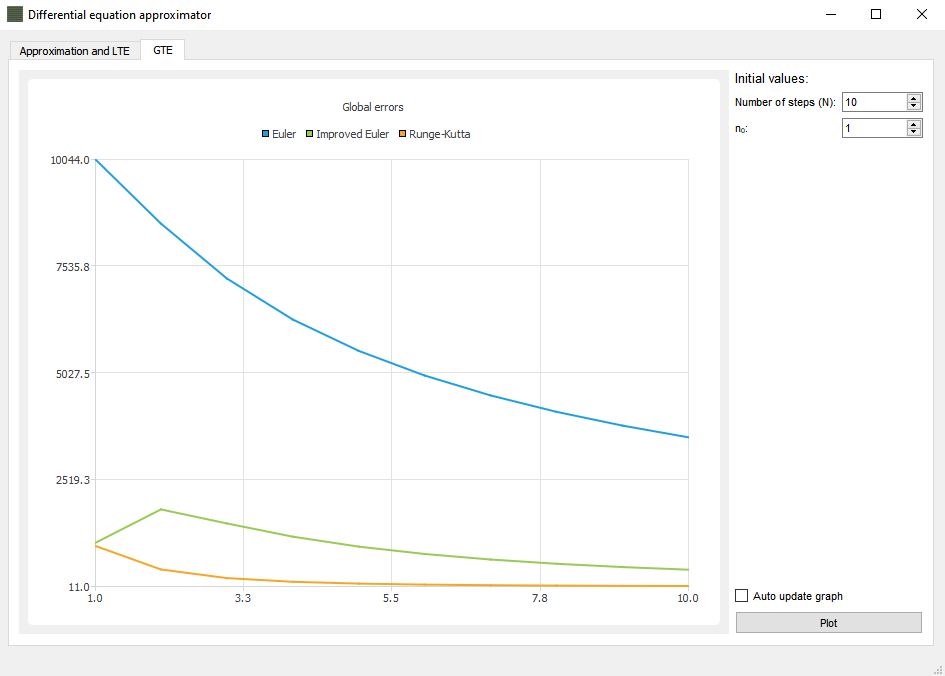 Differential equation approximator
Approximation and LTE
GTE
Global errors
Euler
Improved Euler
Runge-Kutta
10044.0
7535.8
5027.5
2519.3
11.0
1.0
3.3
5.5
7.8
10.0
Initial values:
Number of steps (N):
10
n₀:
1
Auto update graph
Plot